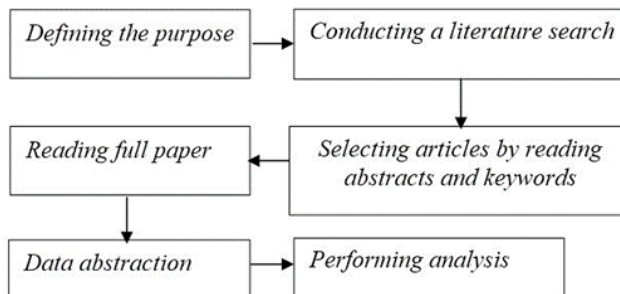 Defining the purpose
Conducting a literature search
Selecting articles by reading
abstracts and keywords
Reading full paper
Data abstraction
Performing analysis